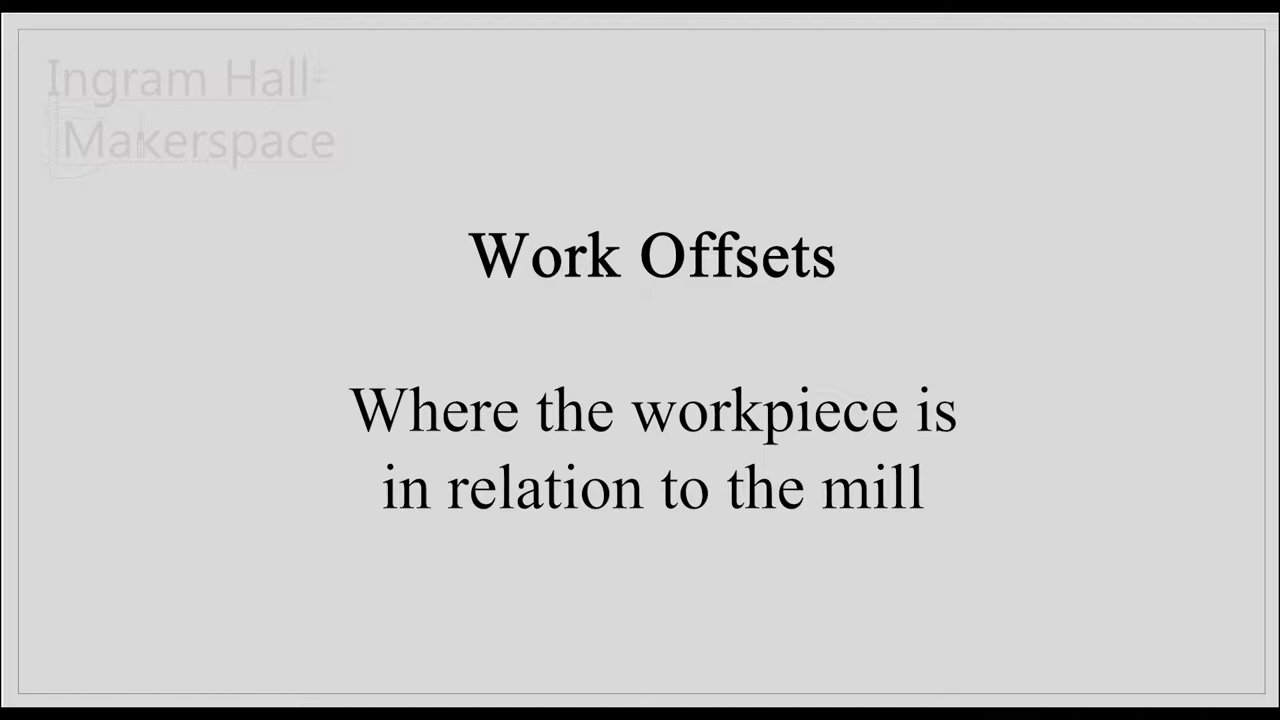 Ingram Hall
Makerspace
Work Offsets
Where the workpiece is
in relation to the mill